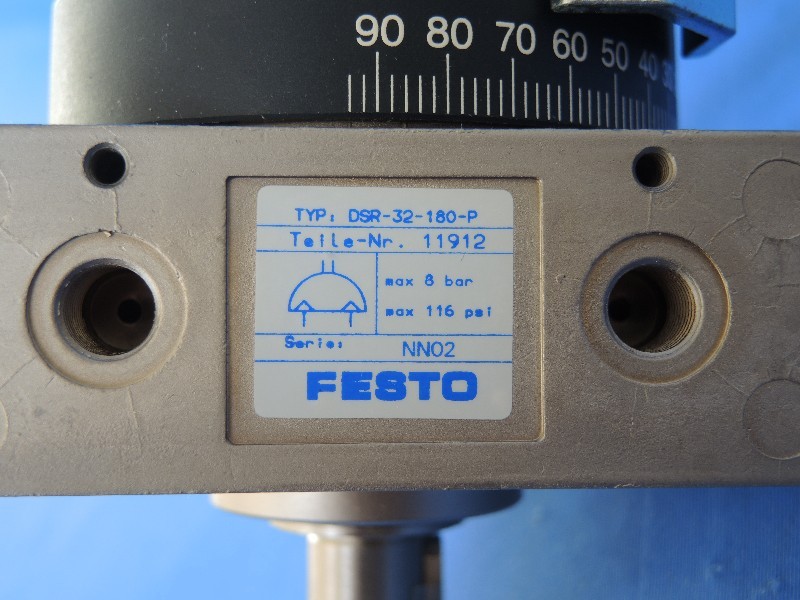 90 80 70 60 50 40 30
TYP: DSR-32-180-P
Teile-Nr. 11912
max 8 bar
max 116 psi
Serie: NN02
FESTO